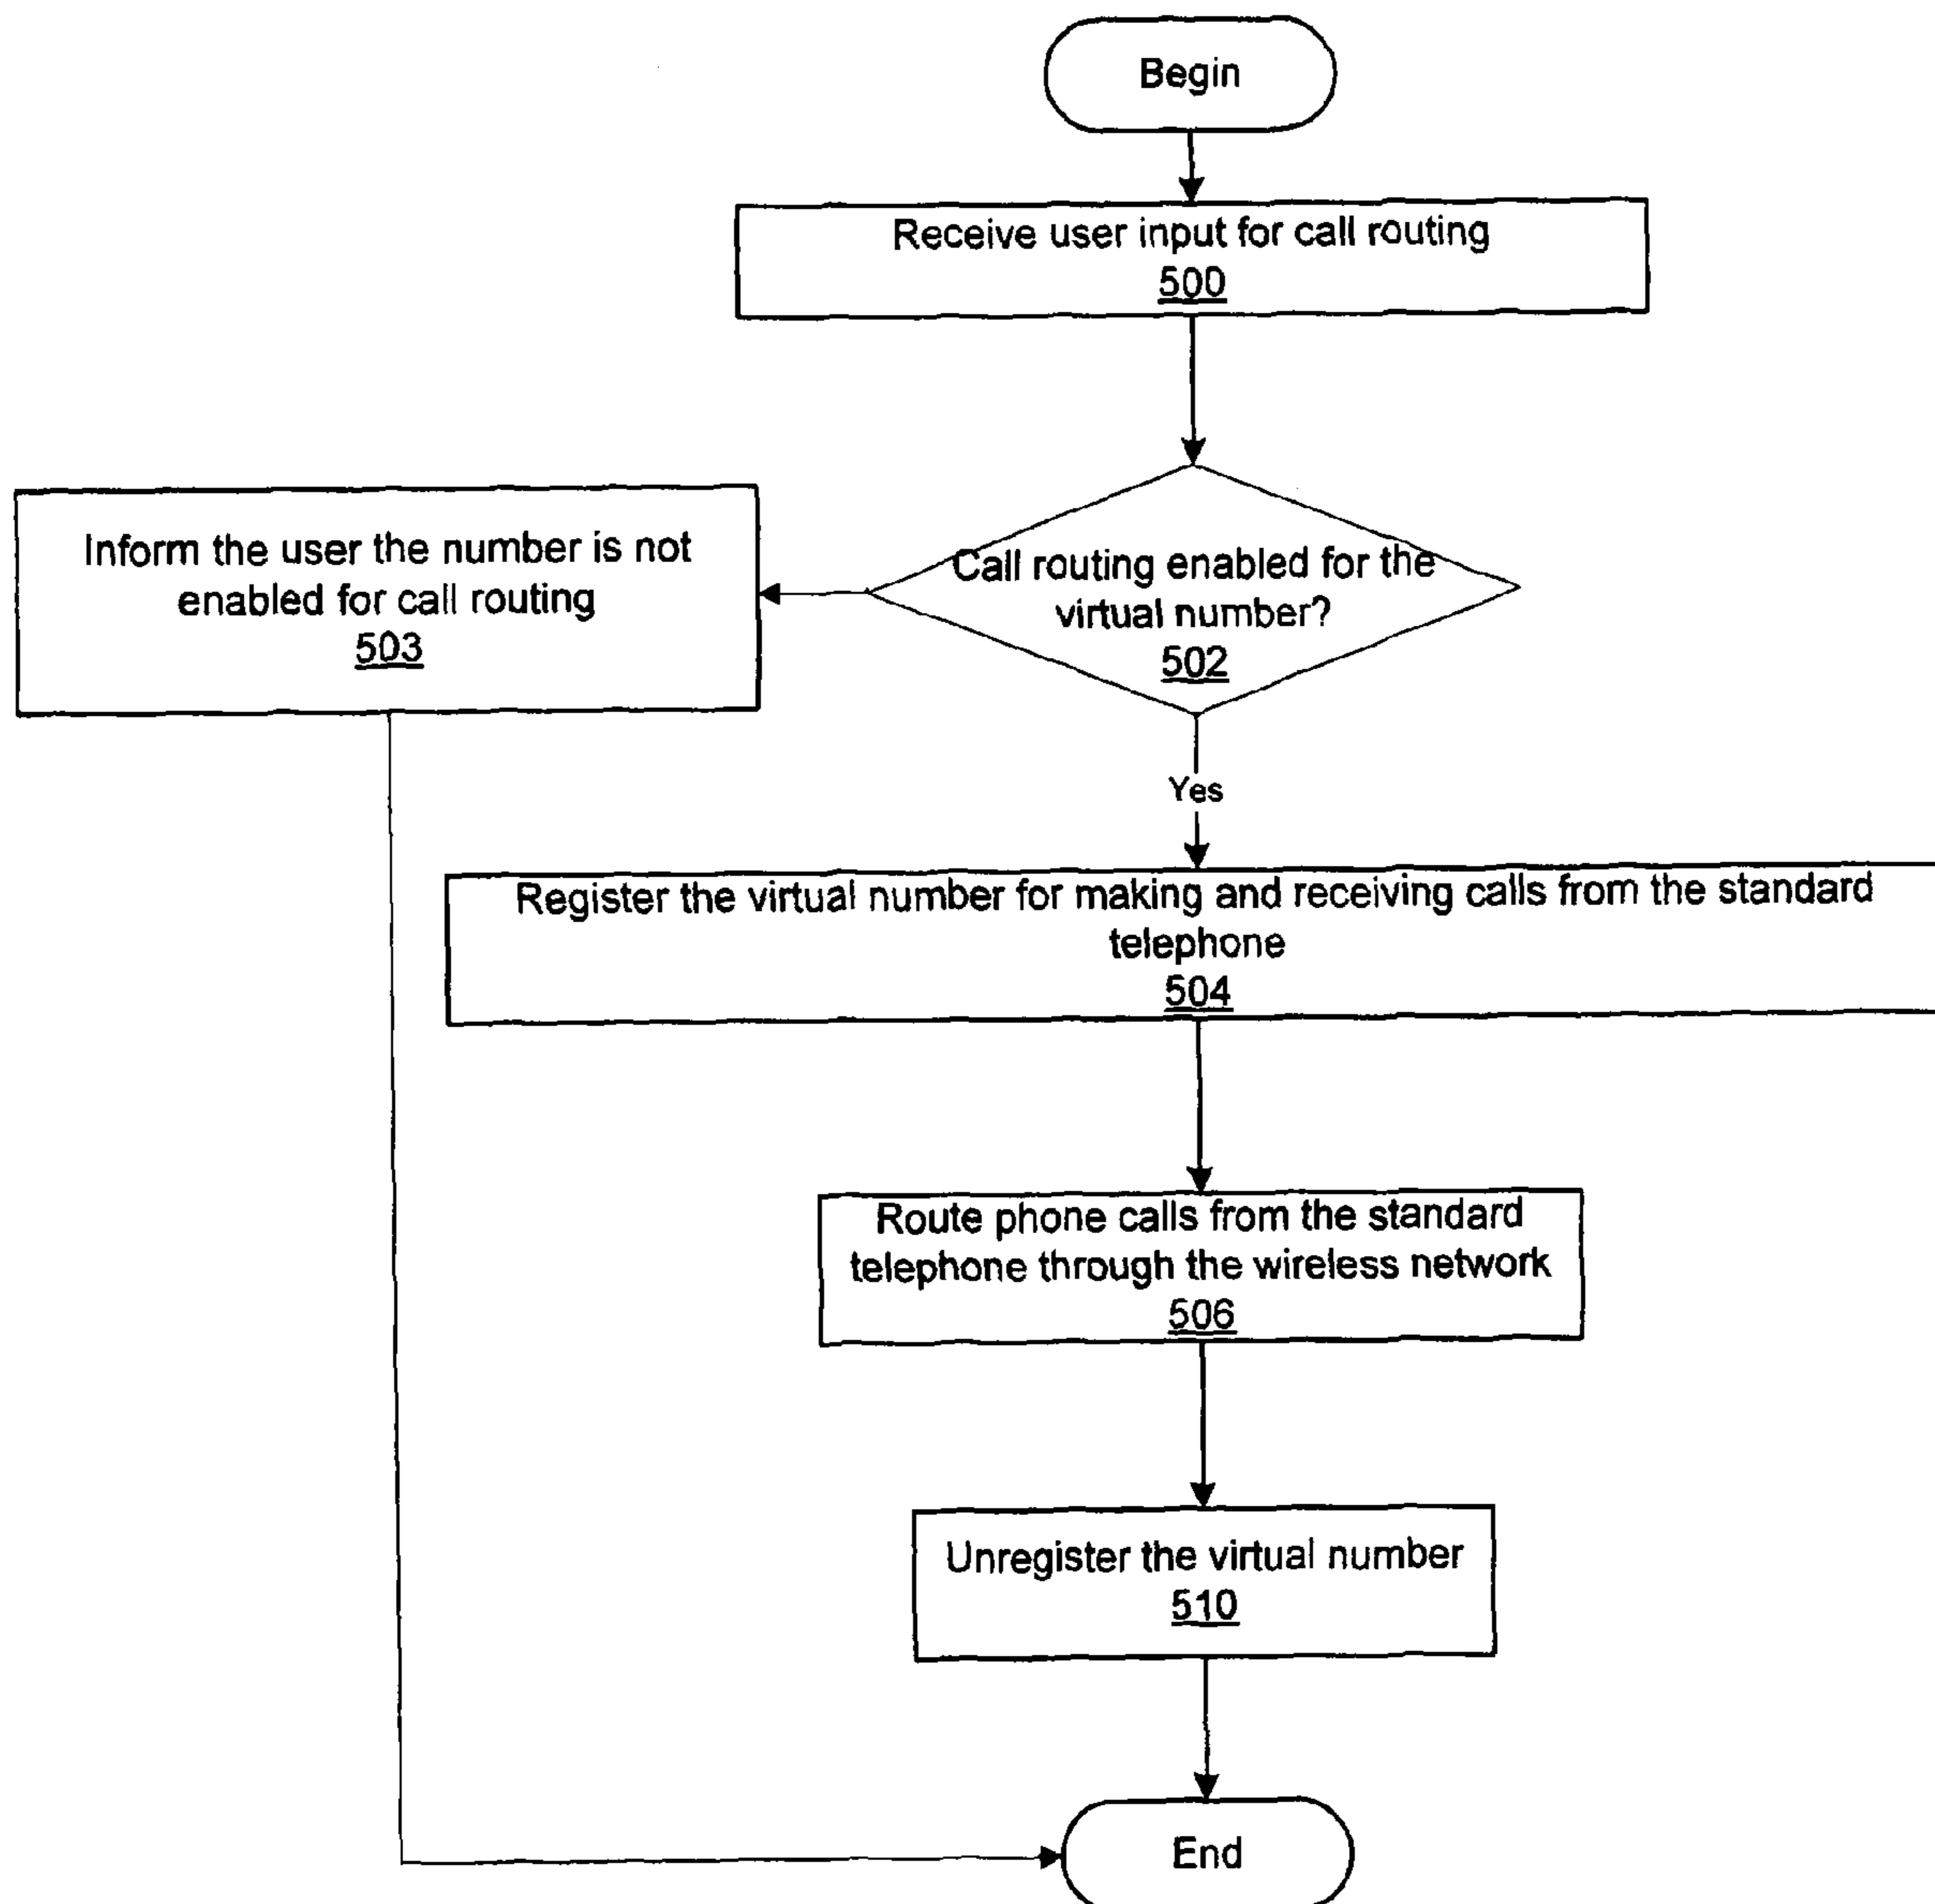 Begin
Receive user input for call routing
500
Call routing enabled for the
virtual number?
502
Inform the user the number is not
enabled for call routing
503
Yes
Register the virtual number for making and receiving calls from the standard
telephone
504
Route phone calls from the standard
telephone through the wireless network
506
Unregister the virtual number
510
End